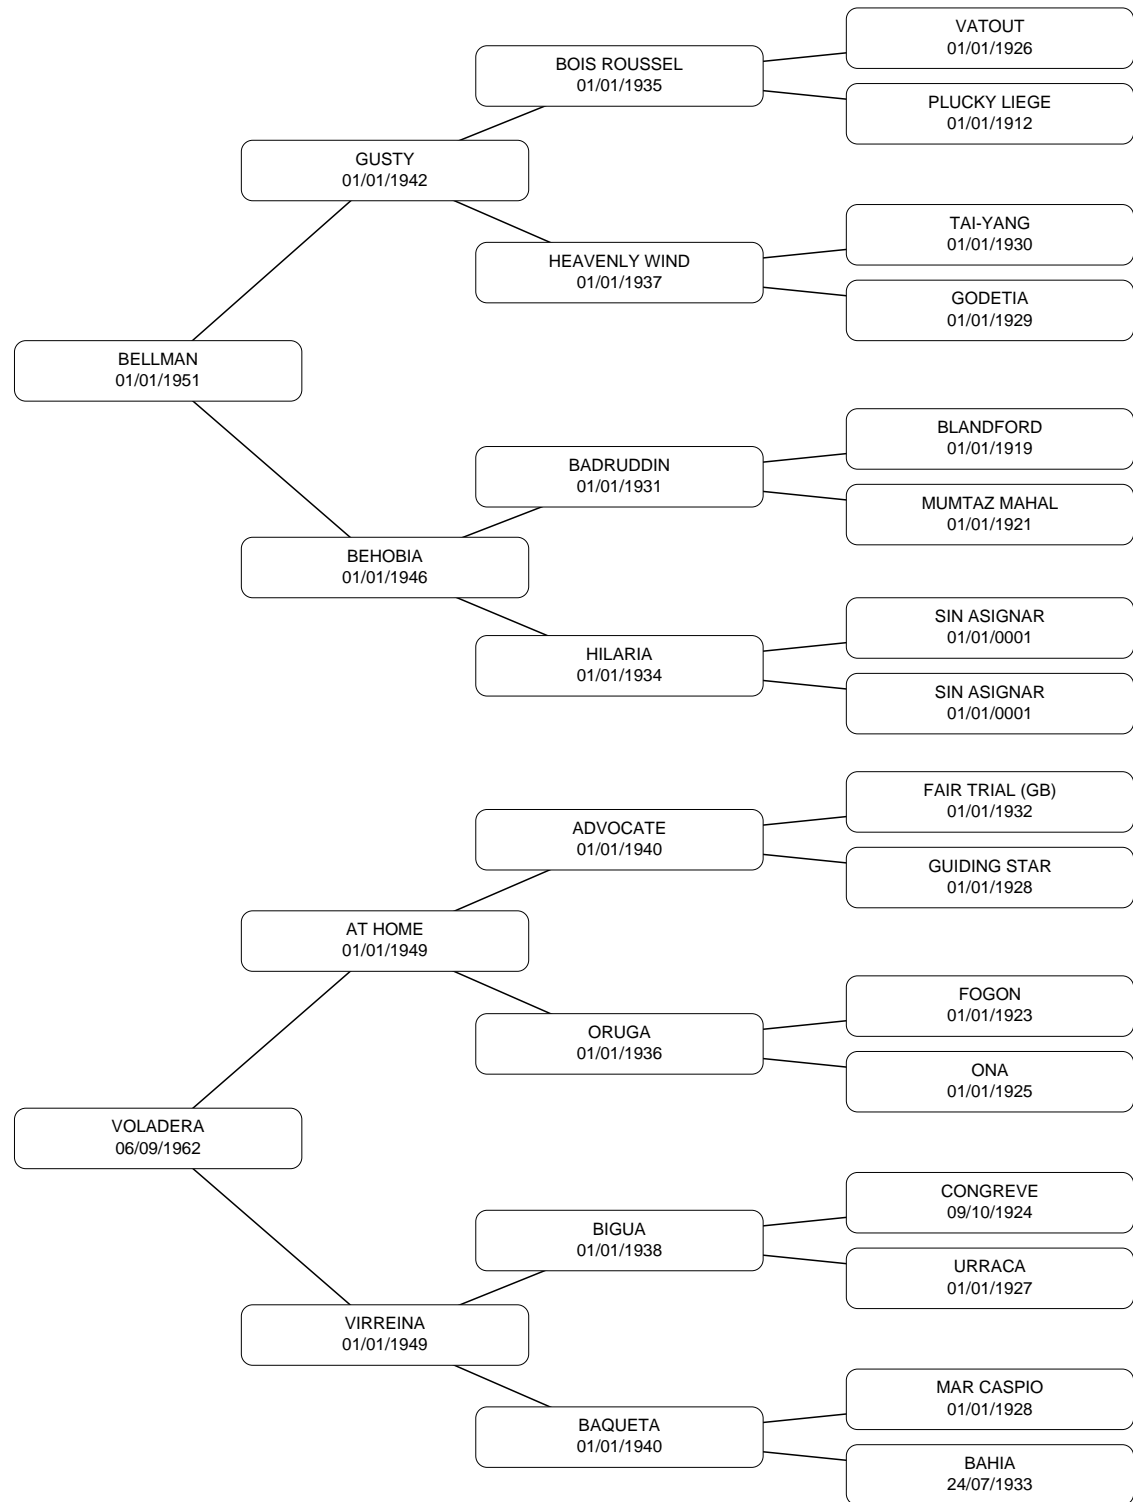 VATOUT
01/01/1926
BOIS ROUSSEL
01/01/1935
PLUCKY LIEGE
01/01/1912
GUSTY
01/01/1942
TAI-YANG
01/01/1930
HEAVENLY WIND
01/01/1937
GODETIA
01/01/1929
BELLMAN
01/01/1951
BLANDFORD
01/01/1919
BADRUDDIN
01/01/1931
MUMTAZ MAHAL
01/01/1921
BEHOBIA
01/01/1946
SIN ASIGNAR
01/01/0001
HILARIA
01/01/1934
SIN ASIGNAR
01/01/0001
FAIR TRIAL (GB)
01/01/1932
ADVOCATE
01/01/1940
GUIDING STAR
01/01/1928
AT HOME
01/01/1949
FOGON
01/01/1923
ORUGA
01/01/1936
ONA
01/01/1925
VOLADERA
06/09/1962
CONGREVE
09/10/1924
BIGUA
01/01/1938
URRACA
01/01/1927
VIRREINA
01/01/1949
MAR CASPIO
01/01/1928
BAQUETA
01/01/1940
BAHIA
24/07/1933